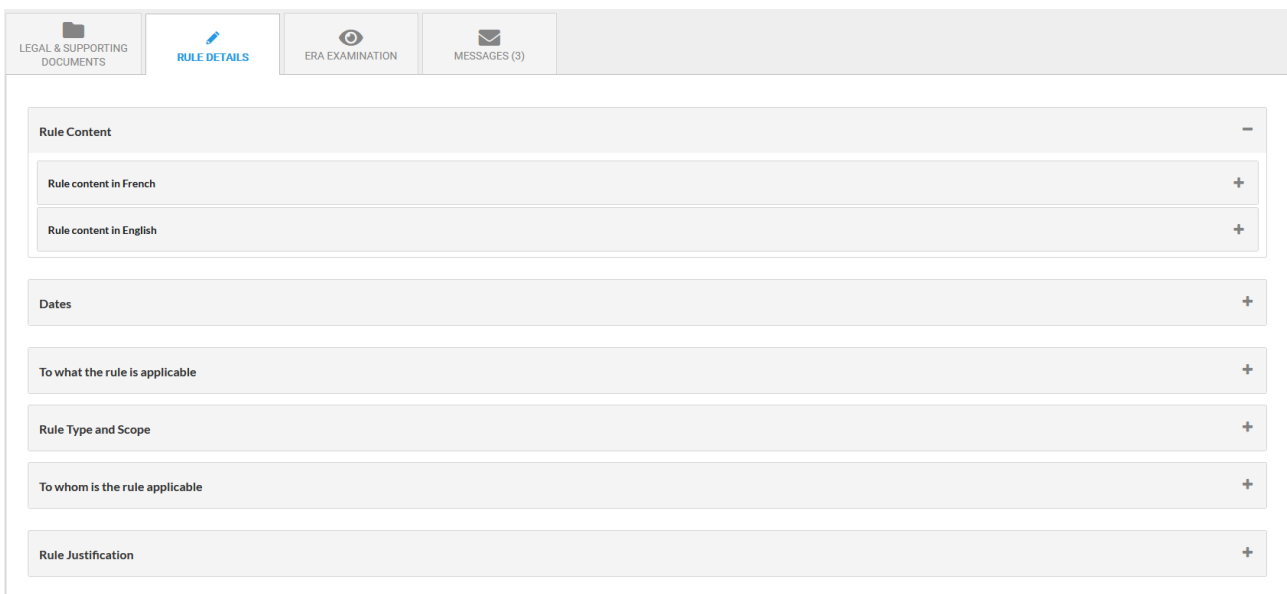 LEGAL & SUPPORTING
DOCUMENTS
RULE DETAILS
ERA EXAMINATION
MESSAGES (3)
Rule Content
Rule content in French
Rule content in English
Dates
To what the rule is applicable
Rule Type and Scope
To whom is the rule applicable
Rule Justification